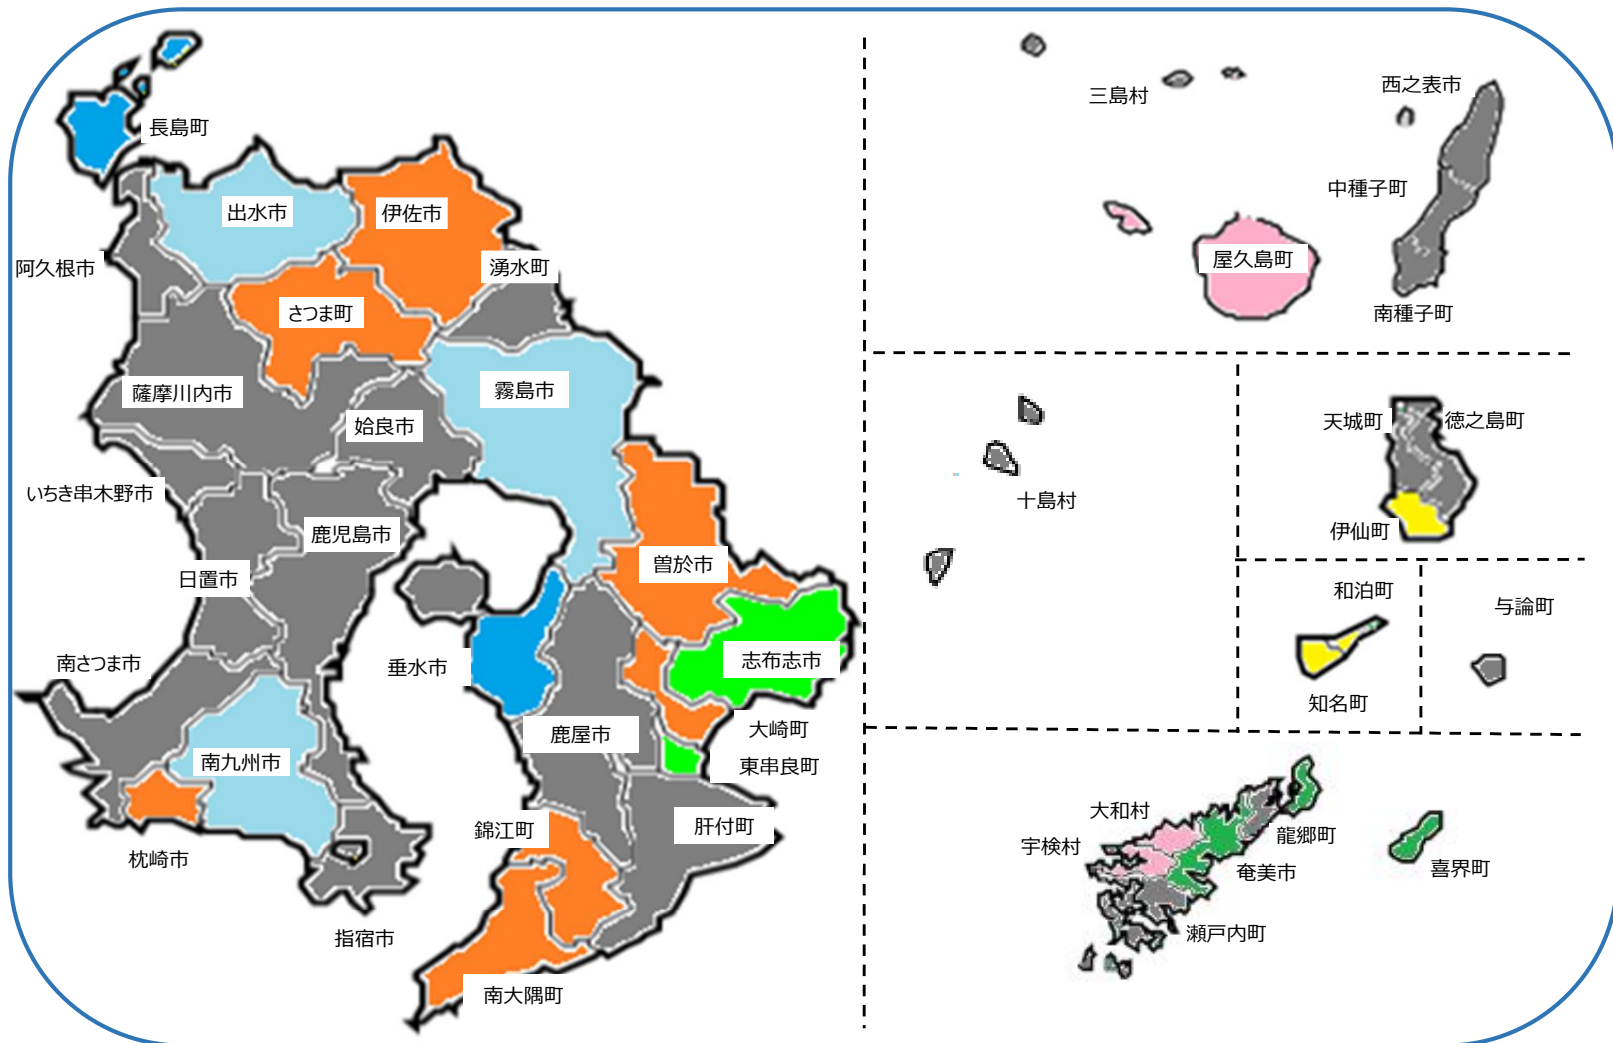 長島町
出水市
伊佐市
阿久根市
湧水町
さつま町
薩摩川内市
霧島市
姶良市
いちき串木野市
鹿児島市
日置市
曽於市
南さつま市
垂水市
志布志市
大崎町
鹿屋市
東串良町
南九州市
錦江町
肝付町
枕崎市
指宿市
南大隅町
三島村
西之表市
中種子町
屋久島町
南種子町
十島村
天城町
徳之島町
伊仙町
和泊町
知名町
与論町
大和村
宇検村
龍郷町
奄美市
喜界町
瀬戸内町